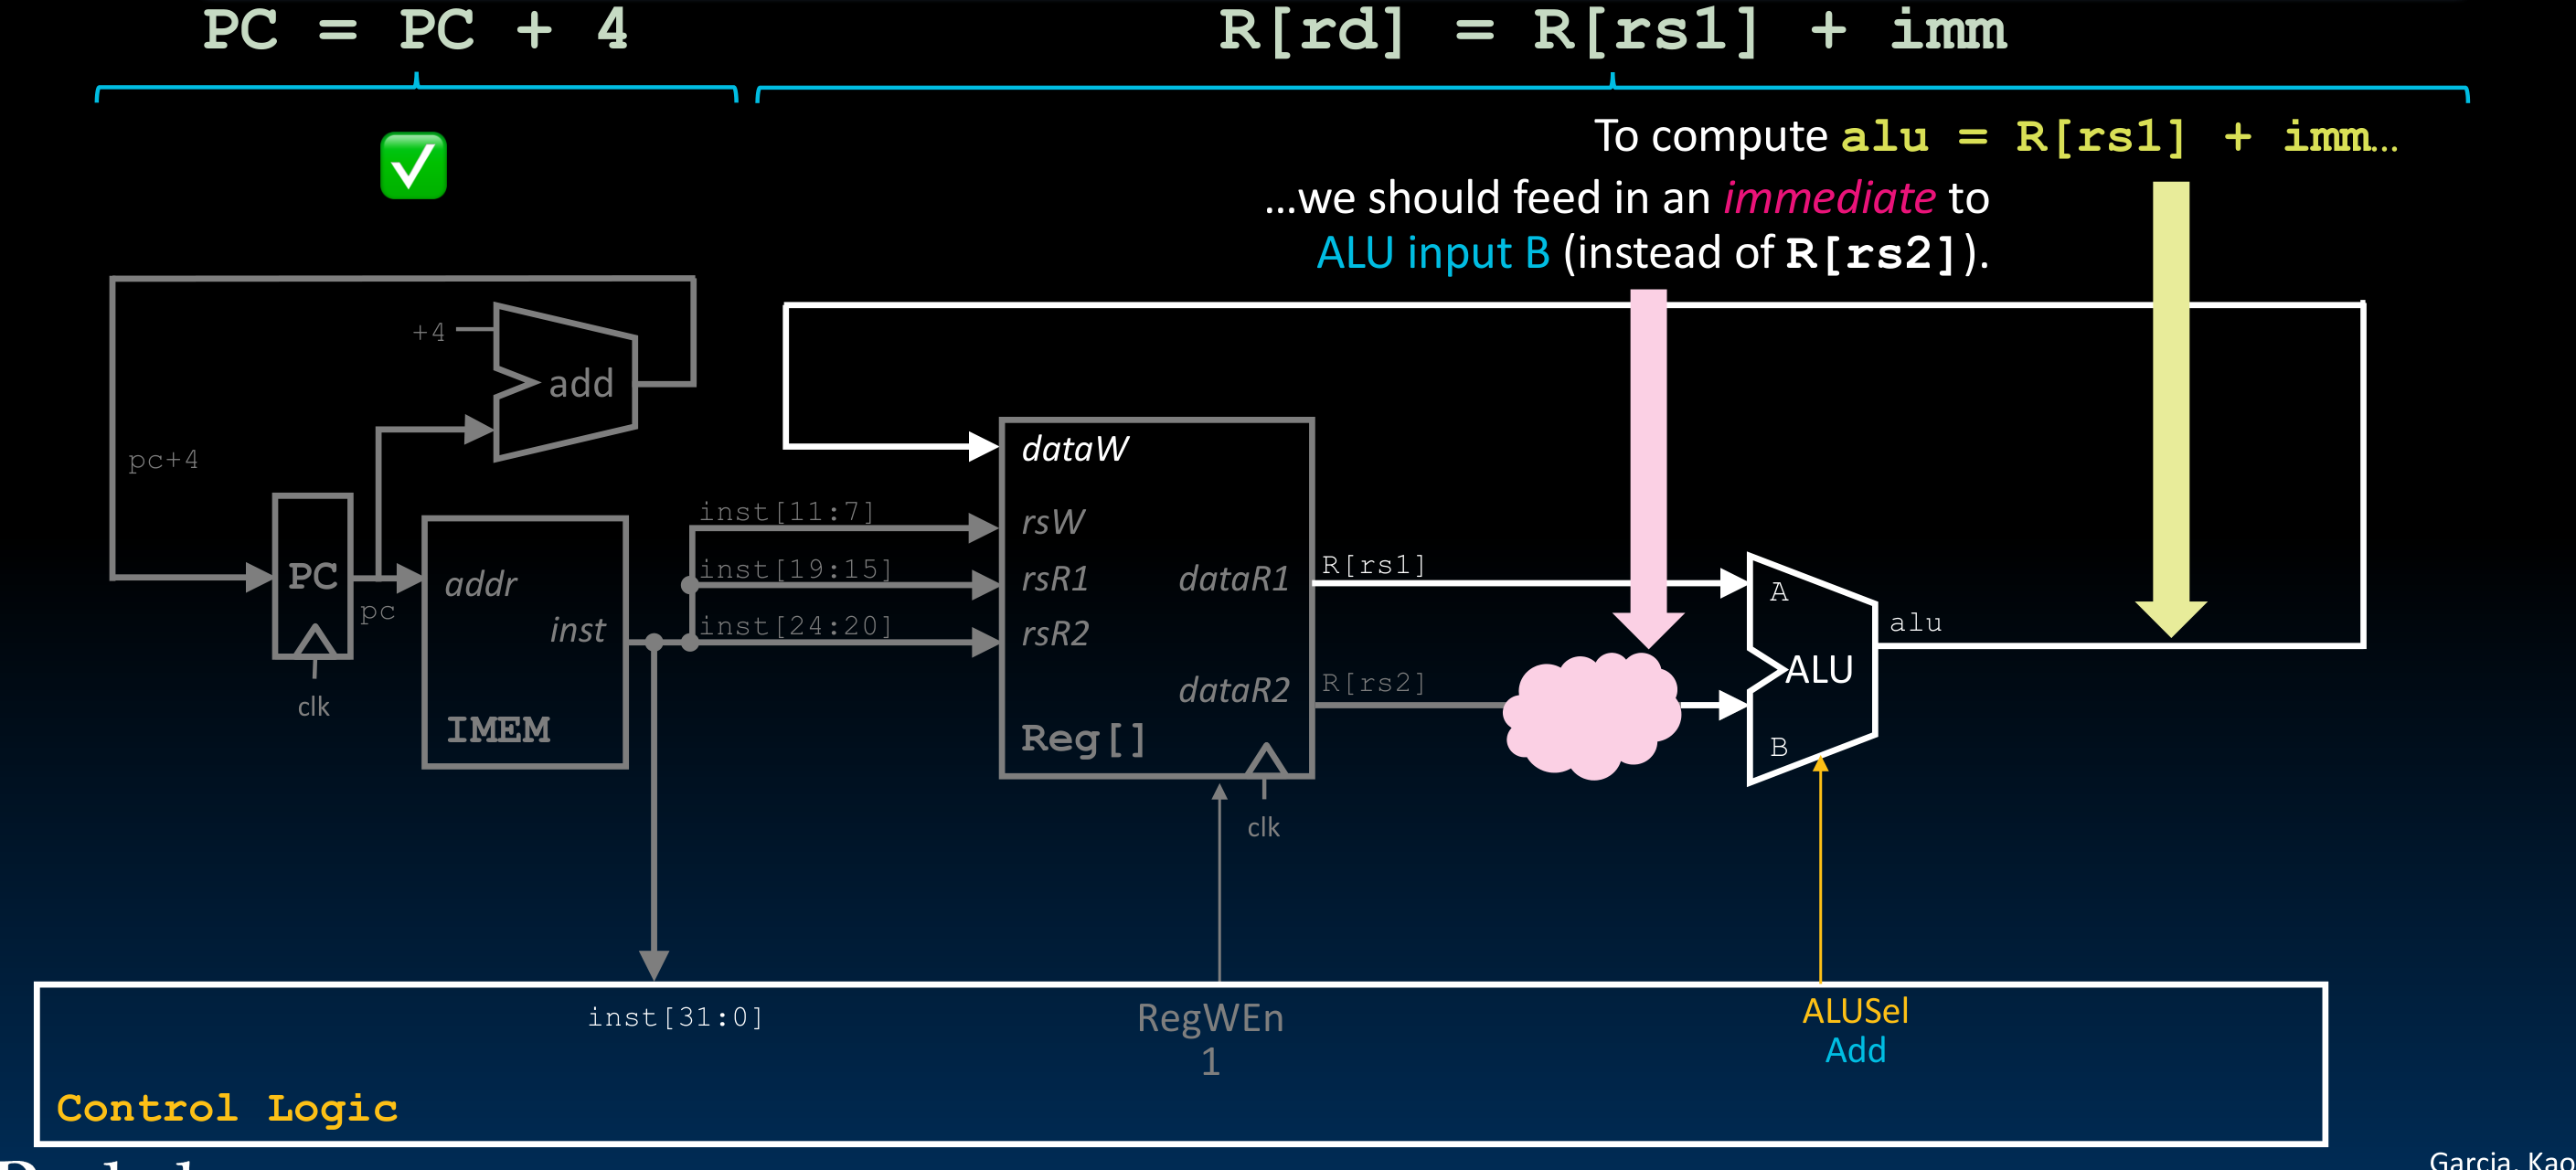 PC = PC + 4
R[rd] = R[rs1] + imm
To compute alu = R[rs1] + imm…
…we should feed in an immediate to
ALU input B (instead of R[rs2]).
+4
add
pc+4
PC
pc
clk
addr
inst
IMEM
inst[11:7]
inst[19:15]
inst[24:20]
dataW
rsW
rsR1
rsR2
dataR1
dataR2
Reg[]
clk
R[rs1]
R[rs2]
A
ALU
B
alu
inst[31:0]
RegWEn
1
ALUSel
Add
Control Logic
Garcia, Kao